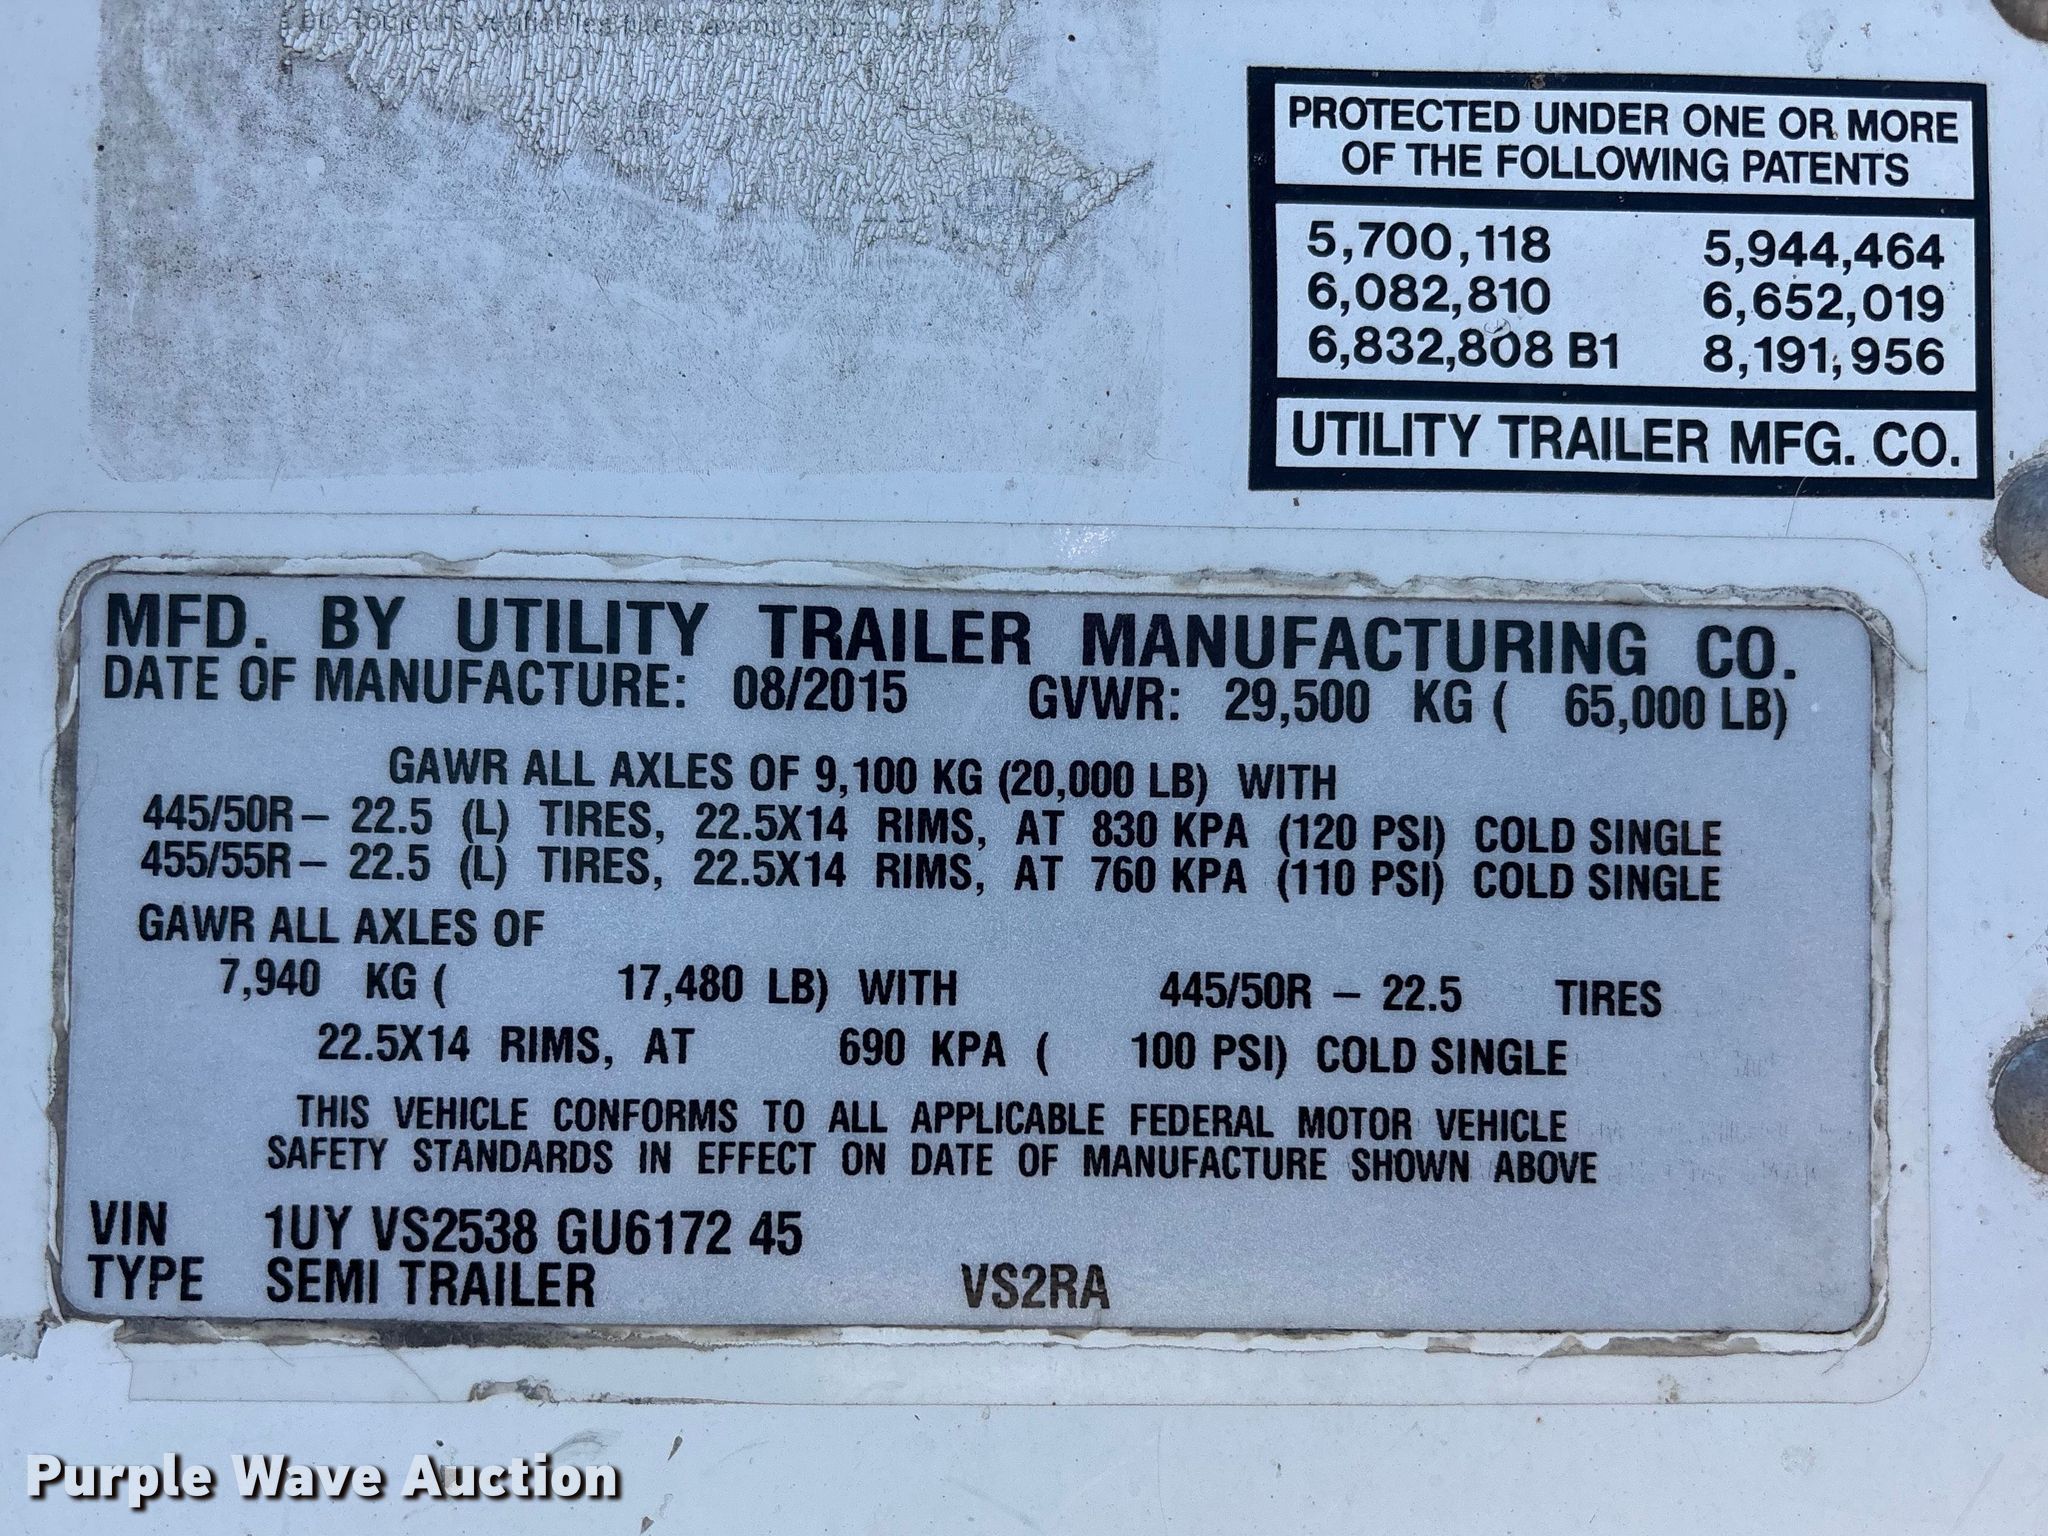 toujours vérifier les
PROTECTED UNDER ONE OR MORE
OF THE FOLLOWING PATENTS
5,700,118 5,944,464
6,082,810 6,652,019
6,832,808 B1 8,191,956
UTILITY TRAILER MFG. CO.
MFD. BY UTILITY TRAILER MANUFACTURING CO.
DATE OF MANUFACTURE: 08/2015 GVWR: 29,500 KG ( 65,000 LB)
GAWR ALL AXLES OF 9,100 KG (20,000 LB) WITH
445/50R– 22.5 (L) TIRES, 22.5X14 RIMS, AT 830 KPA (120 PSI) COLD SINGLE
455/55R– 22.5 (L) TIRES, 22.5X14 RIMS, AT 760 KPA (110 PSI) COLD SINGLE
GAWR ALL AXLES OF
7,940 KG ( 17,480 LB) WITH 445/50R – 22.5 TIRES
22.5X14 RIMS, AT 690 KPA ( 100 PSI) COLD SINGLE
THIS VEHICLE CONFORMS TO ALL APPLICABLE FEDERAL MOTOR VEHICLE
SAFETY STANDARDS IN EFFECT ON DATE OF MANUFACTURE SHOWN ABOVE
VIN 1UY VS2538 GU6172 45
TYPE SEMI TRAILER VS2RA
Purple Wave Auction